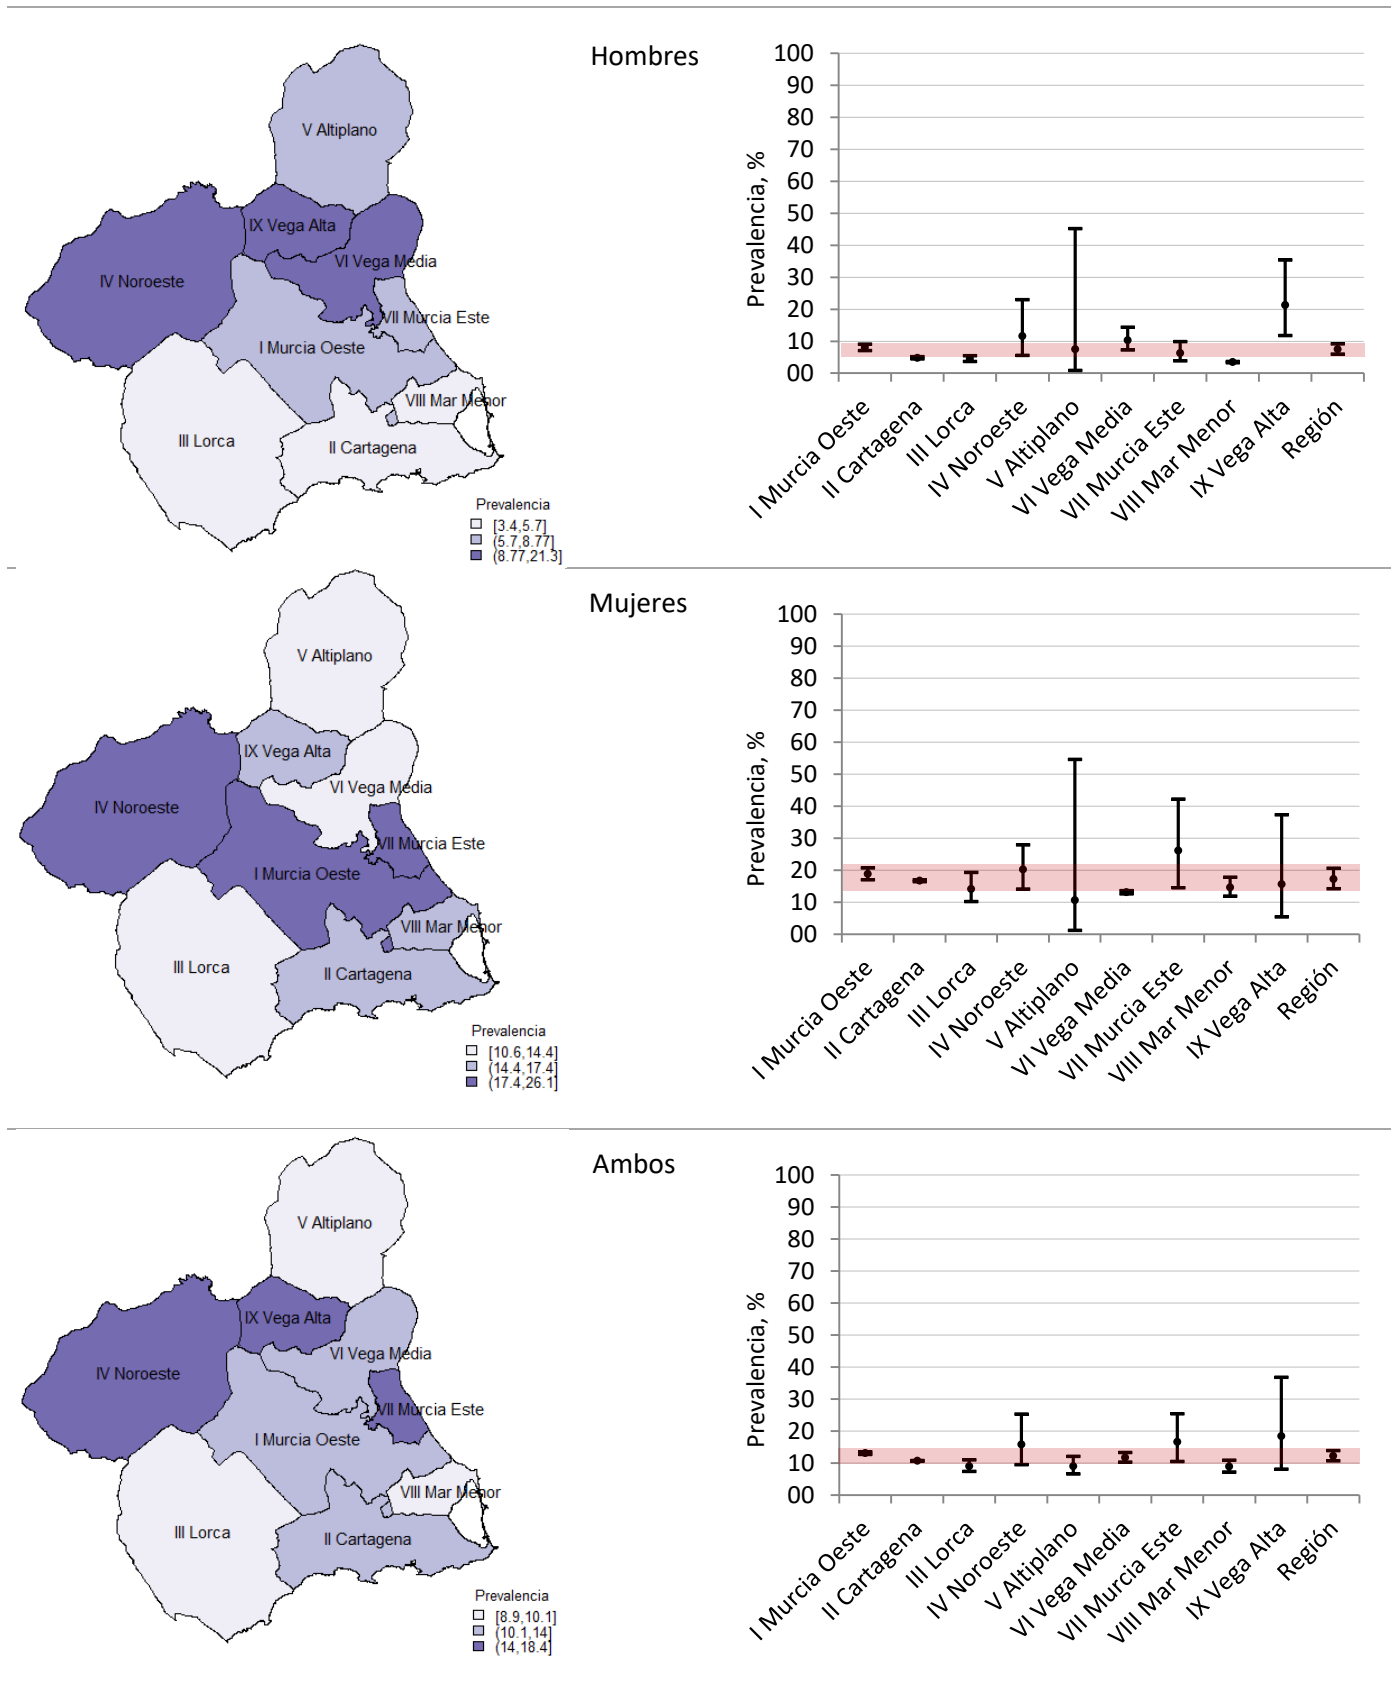 Hombres
V Altiplano
IX Vega Alta
VI Vega Media
IV Noroeste
VII Murcia Este
I Murcia Oeste
VIII Mar Menor
III Lorca
II Cartagena
Prevalencia
[3.4,5.7]
(5.7,8.77]
(8.77,21.3]
Prevalencia, %
100
90
80
70
60
50
40
30
20
10
00
I Murcia Oeste
II Cartagena
III Lorca
IV Noroeste
V Altiplano
VI Vega Media
VII Murcia Este
VIII Mar Menor
IX Vega Alta
Región
Mujeres
V Altiplano
IX Vega Alta
VI Vega Media
IV Noroeste
VII Murcia Este
I Murcia Oeste
VIII Mar Menor
III Lorca
II Cartagena
Prevalencia
[10.6,14.4]
(14.4,17.4]
(17.4,26.1]
Prevalencia, %
100
90
80
70
60
50
40
30
20
10
00
I Murcia Oeste
II Cartagena
III Lorca
IV Noroeste
V Altiplano
VI Vega Media
VII Murcia Este
VIII Mar Menor
IX Vega Alta
Región
Ambos
V Altiplano
IX Vega Alta
VI Vega Media
IV Noroeste
VII Murcia Este
I Murcia Oeste
VIII Mar Menor
III Lorca
II Cartagena
Prevalencia
[8.9,10.1]
(10.1,14]
(14,18.4]
Prevalencia, %
100
90
80
70
60
50
40
30
20
10
00
I Murcia Oeste
II Cartagena
III Lorca
IV Noroeste
V Altiplano
VI Vega Media
VII Murcia Este
VIII Mar Menor
IX Vega Alta
Región